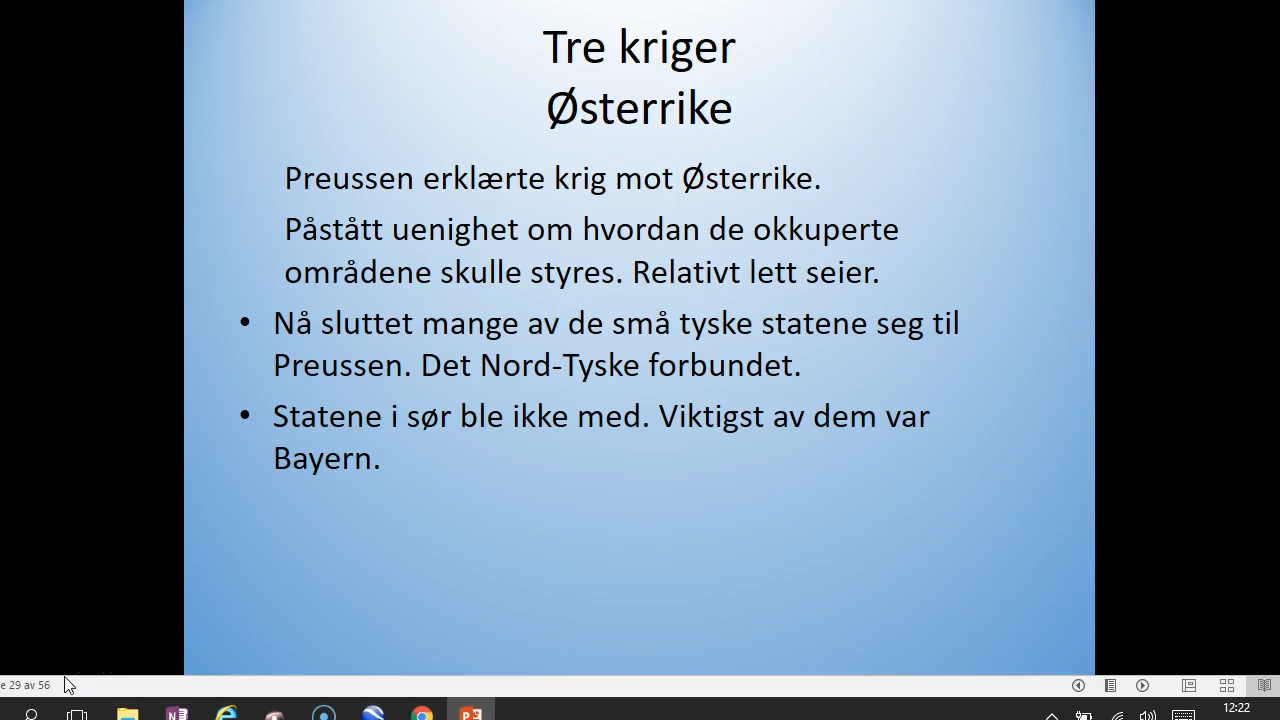 Tre kriger
Østerrike
Preussen erklærte krig mot Østerrike.
Påstått uenighet om hvordan de okkuperte
områdene skulle styres. Relativt lett seier.
• Nå sluttet mange av de små tyske statene seg til
Preussen. Det Nord-Tyske forbundet.
• Statene i sør ble ikke med. Viktigst av dem var
Bayern.
e 29 av 56
12:22